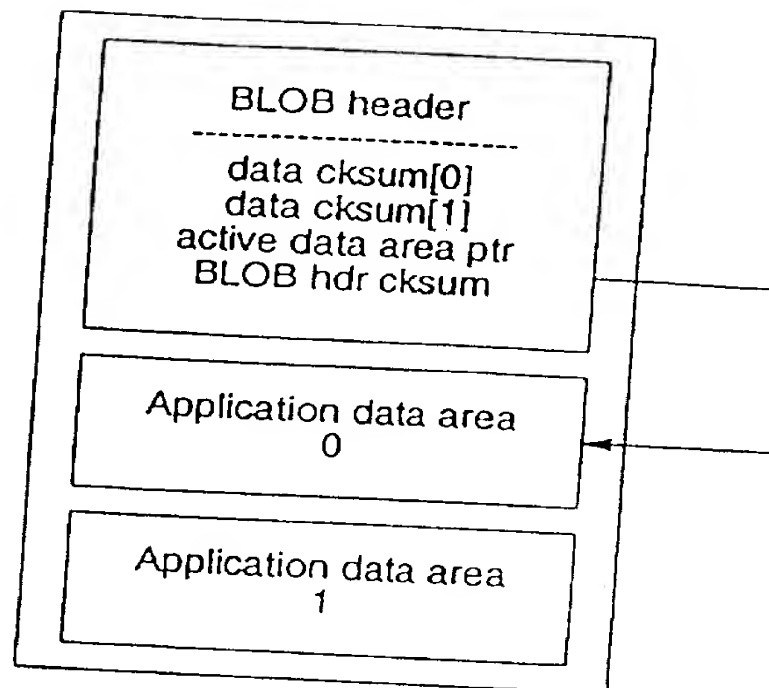 BLOB header
data cksum[0]
data cksum[1]
active data area ptr
BLOB hdr cksum
Application data area
0
Application data area
1